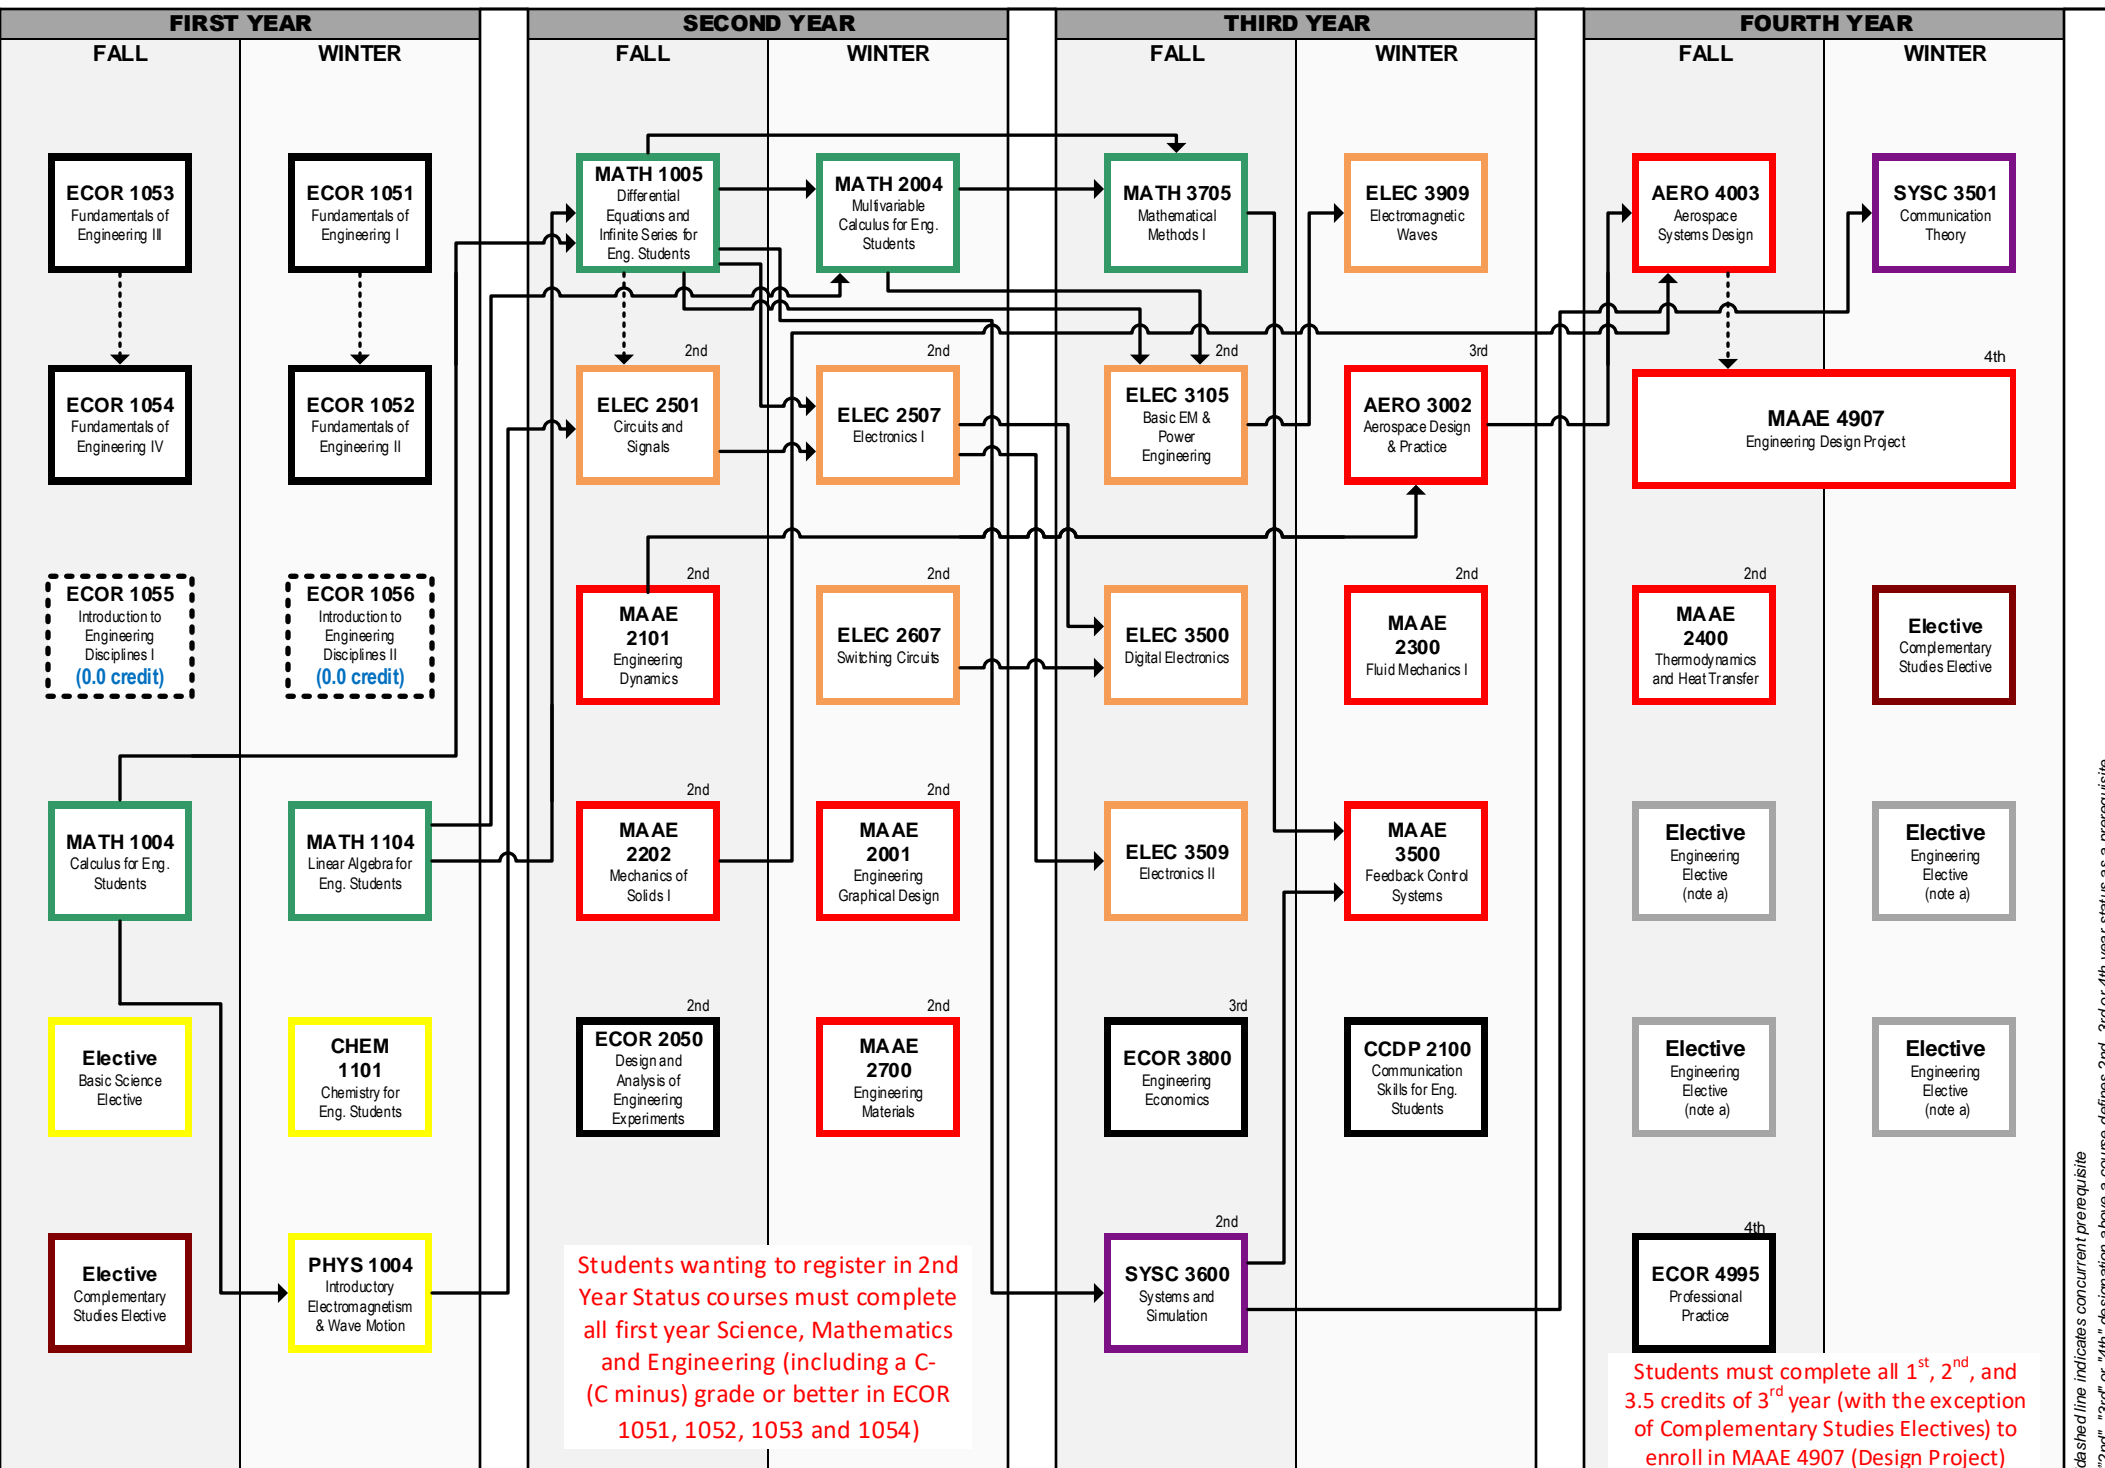 FIRST YEAR
SECOND YEAR
THIRD YEAR
FOURTH YEAR
FALL
WINTER
FALL
WINTER
FALL
WINTER
FALL
WINTER
ECOR 1053
Fundamentals of
Engineering III
ECOR 1051
Fundamentals of
Engineering I
MATH 1005
Differential
Equations and
Infinite Series for
Eng. Students
MATH 2004
Multivariable
Calculus for Eng.
Students
MATH 3705
Mathematical
Methods I
ELEC 3909
Electromagnetic
Waves
AERO 4003
Aerospace
Systems Design
SYSC 3501
Communication
Theory
ECOR 1054
Fundamentals of
Engineering IV
ECOR 1052
Fundamentals of
Engineering II
2nd
ELEC 2501
Circuits and
Signals
2nd
ELEC 2507
Electronics I
2nd
ELEC 3105
Basic EM &
Power
Engineering
3rd
AERO 3002
Aerospace Design
& Practice
4th
MAAE 4907
Engineering Design Project
ECOR 1055
Introduction to
Engineering
Disciplines I
(0.0 credit)
ECOR 1056
Introduction to
Engineering
Disciplines II
(0.0 credit)
2nd
MAAE
2101
Engineering
Dynamics
2nd
ELEC 2607
Switching Circuits
ELEC 3500
Digital Electronics
2nd
MAAE
2300
Fluid Mechanics I
2nd
MAAE
2400
Thermodynamics
and Heat Transfer
Elective
Complementary
Studies Elective
MATH 1004
Calculus for Eng.
Students
MATH 1104
Linear Algebra for
Eng. Students
2nd
MAAE
2202
Mechanics of
Solids I
2nd
MAAE
2001
Engineering
Graphical Design
ELEC 3509
Electronics II
MAAE
3500
Feedback Control
Systems
Elective
Engineering
Elective
(note a)
Elective
Engineering
Elective
(note a)
Elective
Basic Science
Elective
CHEM
1101
Chemistry for
Eng. Students
2nd
ECOR 2050
Design and
Analysis of
Engineering
Experiments
2nd
MAAE
2700
Engineering
Materials
3rd
ECOR 3800
Engineering
Economics
CCDP 2100
Communication
Skills for Eng.
Students
Elective
Engineering
Elective
(note a)
Elective
Engineering
Elective
(note a)
Elective
Complementary
Studies Elective
PHYS 1004
Introductory
Electromagnetism
& Wave Motion
Students wanting to register in 2nd
Year Status courses must complete
all first year Science, Mathematics
and Engineering (including a C-
(C minus) grade or better in ECOR
1051, 1052, 1053 and 1054)
2nd
SYSC 3600
Systems and
Simulation
4th
ECOR 4995
Professional
Practice
Students must complete all 1st, 2nd, and
3.5 credits of 3rd year (with the exception
of Complementary Studies Electives) to
enroll in MAAE 4907 (Design Project)
dashed line indicates concurrent prerequisite
"2nd", "3rd" or "4th" designation above a course defines 2nd, 3rd or 4th year status as a prerequisite